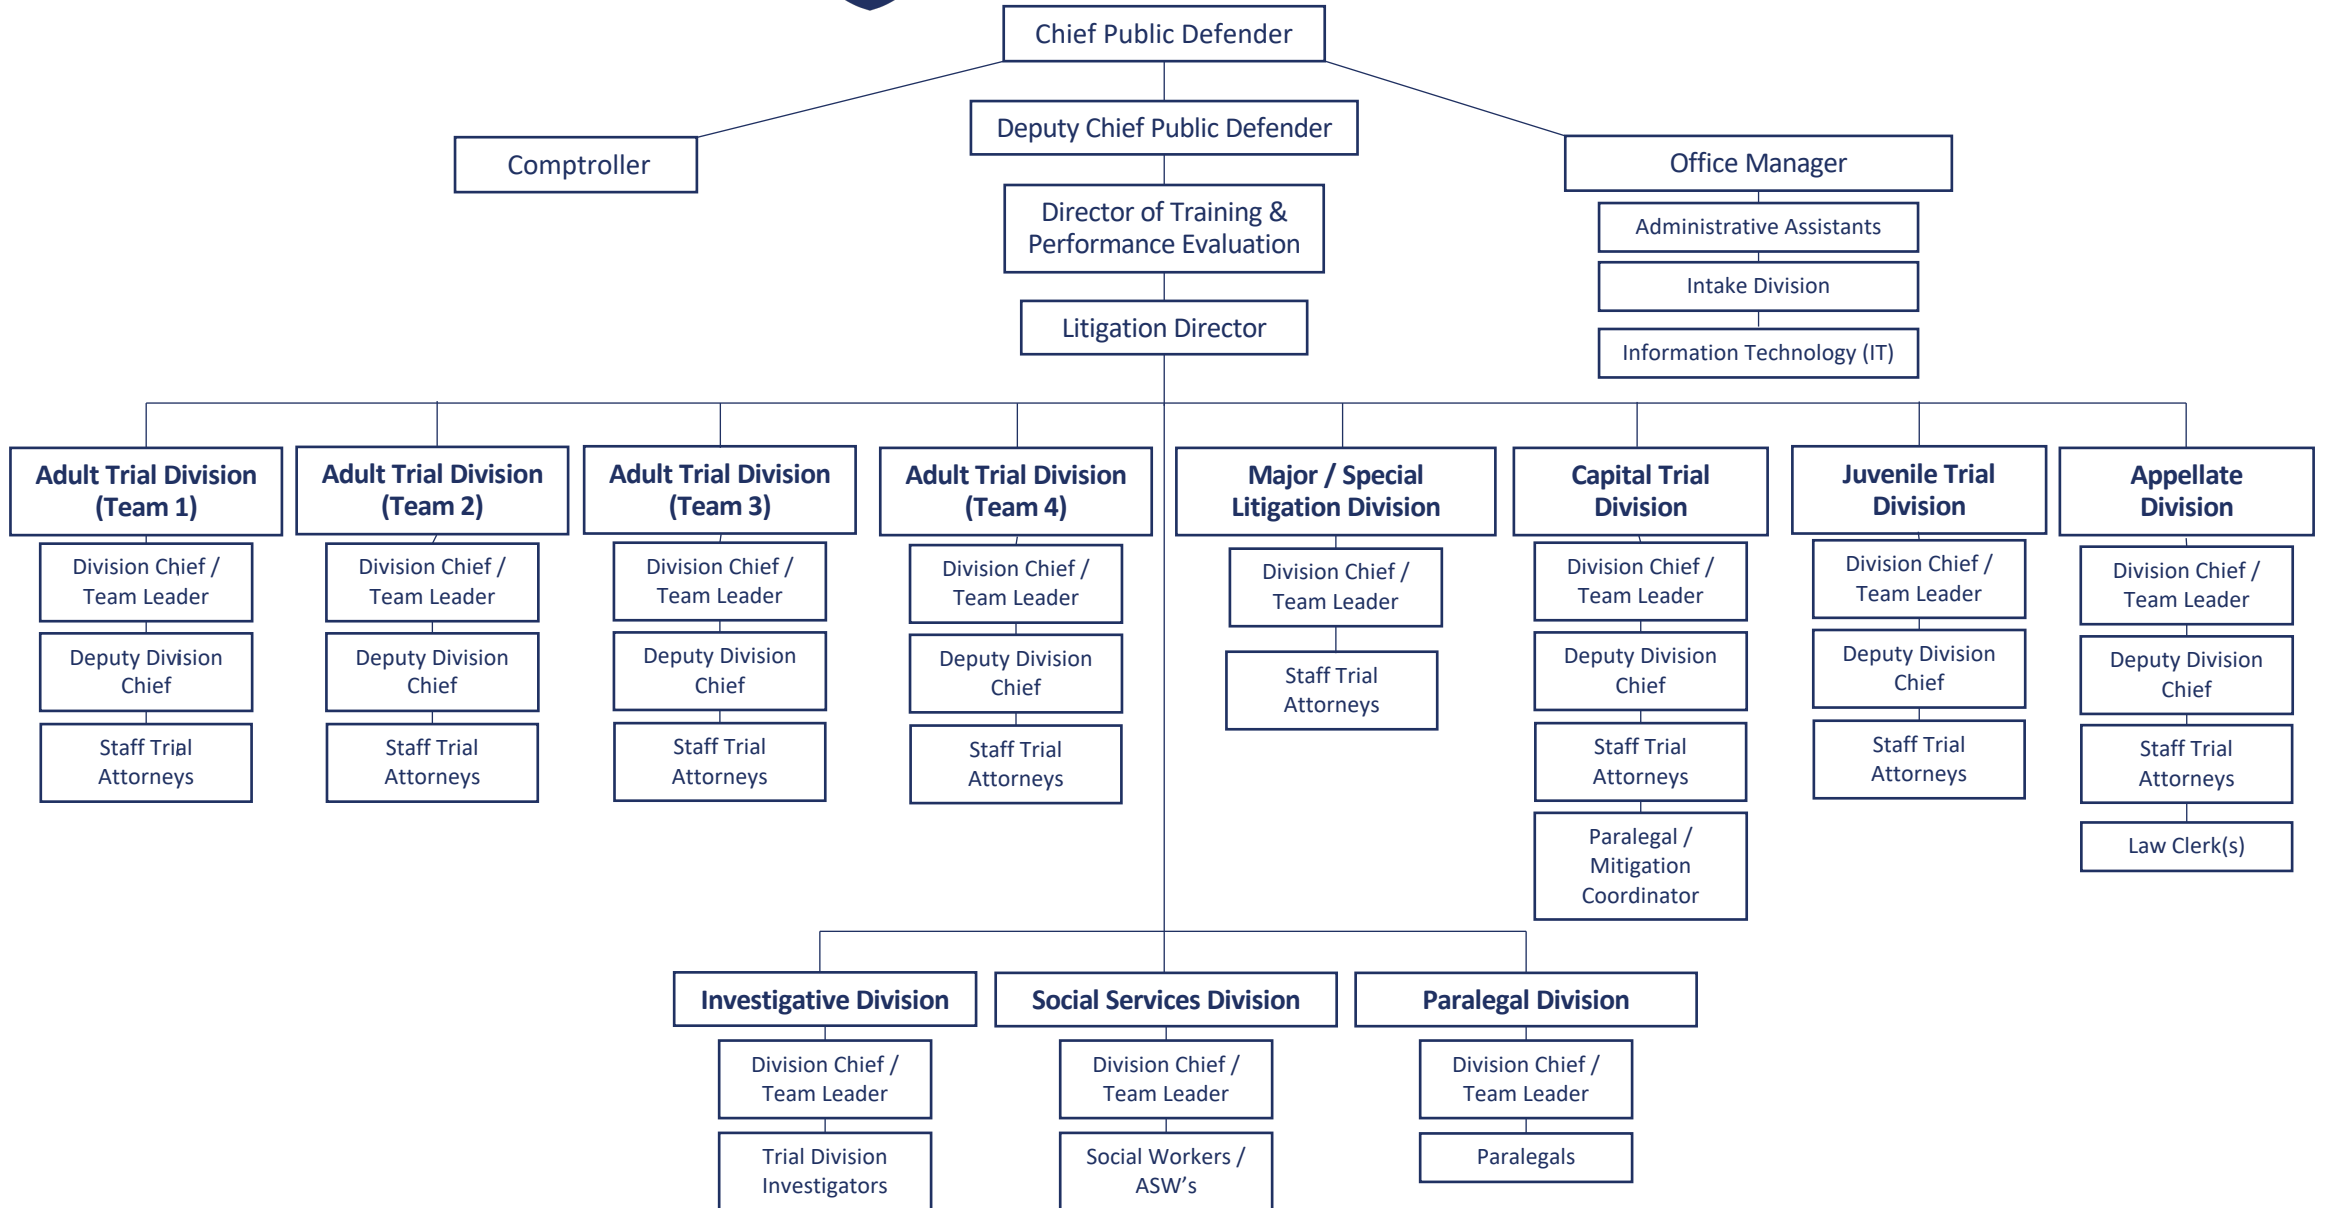 Chief Public Defender
Deputy Chief Public Defender
Comptroller
Office Manager
Director of Training &
Performance Evaluation
Administrative Assistants
Intake Division
Litigation Director
Information Technology (IT)
Adult Trial Division
(Team 1)
Division Chief /
Team Leader
Deputy Division
Chief
Staff Trial
Attorneys
Adult Trial Division
(Team 2)
Division Chief /
Team Leader
Deputy Division
Chief
Staff Trial
Attorneys
Adult Trial Division
(Team 3)
Division Chief /
Team Leader
Deputy Division
Chief
Staff Trial
Attorneys
Adult Trial Division
(Team 4)
Division Chief /
Team Leader
Deputy Division
Chief
Staff Trial
Attorneys
Major / Special
Litigation Division
Division Chief /
Team Leader
Staff Trial
Attorneys
Capital Trial
Division
Division Chief /
Team Leader
Deputy Division
Chief
Staff Trial
Attorneys
Paralegal /
Mitigation
Coordinator
Juvenile Trial
Division
Division Chief /
Team Leader
Deputy Division
Chief
Staff Trial
Attorneys
Appellate
Division
Division Chief /
Team Leader
Deputy Division
Chief
Staff Trial
Attorneys
Law Clerk(s)
Investigative Division
Division Chief /
Team Leader
Trial Division
Investigators
Social Services Division
Division Chief /
Team Leader
Social Workers /
ASW's
Paralegal Division
Division Chief /
Team Leader
Paralegals